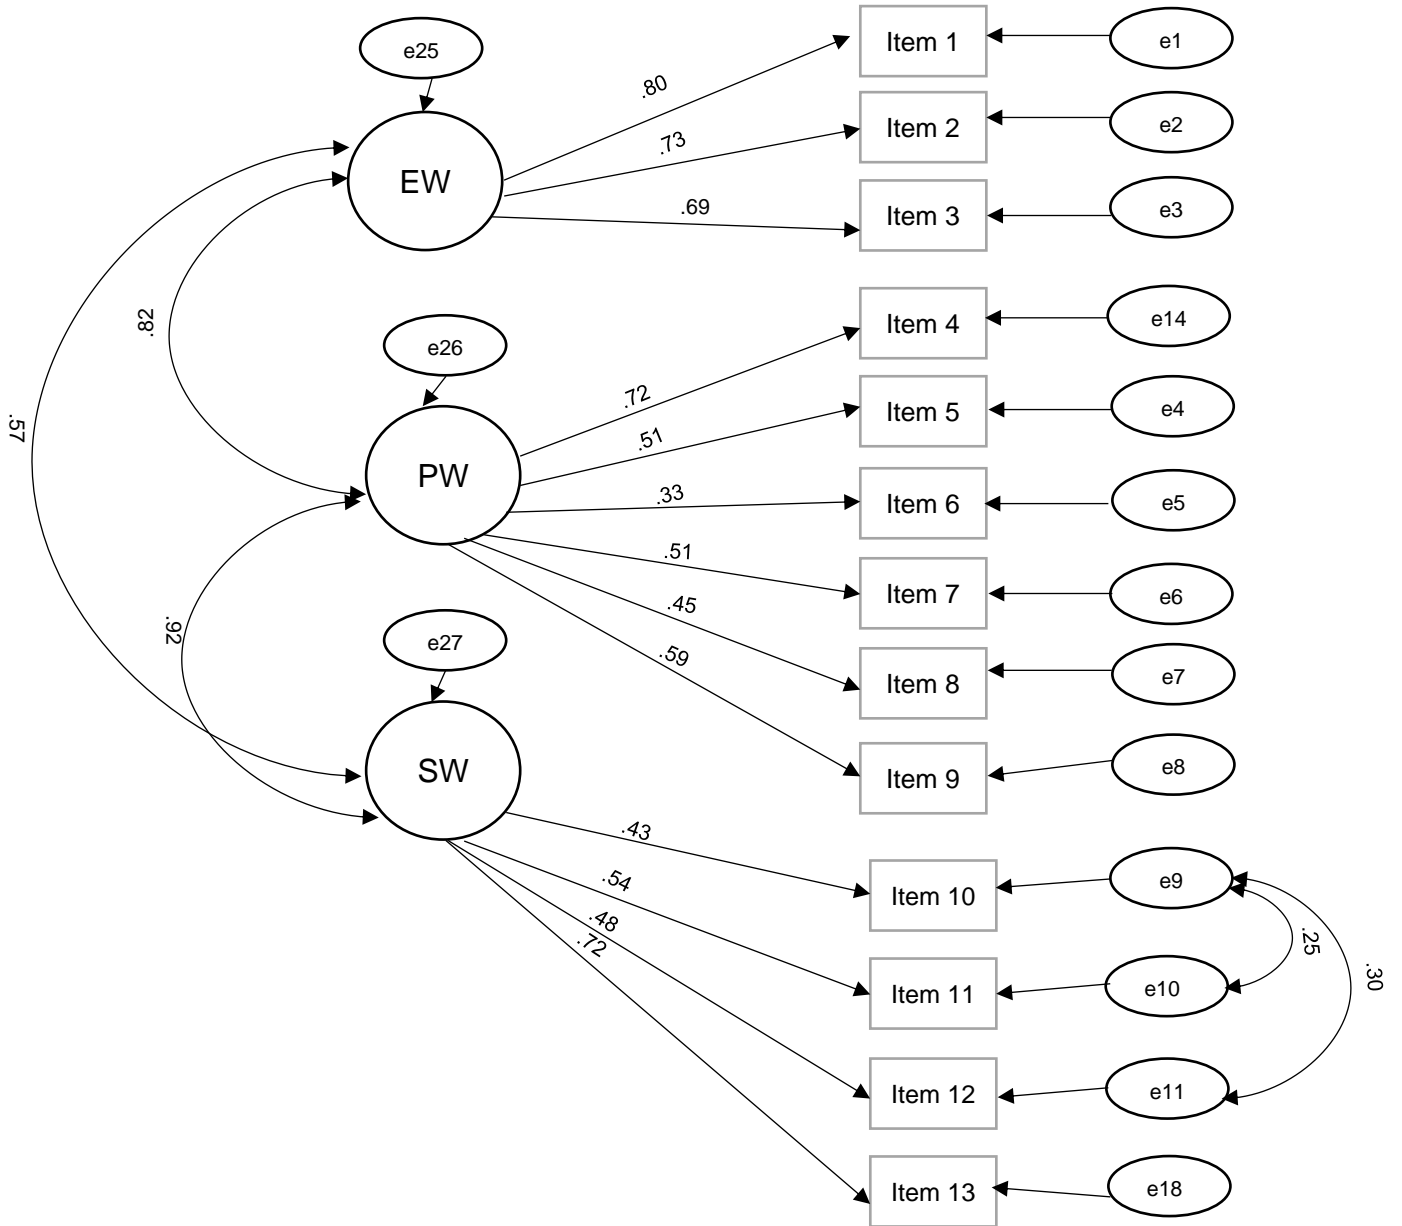 e25
EW
.80
.73
.69
Item 1
Item 2
Item 3
e1
e2
e3
.82
.57
e26
PW
.72
.51
.33
.51
.45
.59
Item 4
Item 5
Item 6
Item 7
Item 8
Item 9
e14
e4
e5
e6
e7
e8
.92
e27
SW
.43
.54
.48
.72
Item 10
Item 11
Item 12
Item 13
e9
e10
e11
e18
.25
.30